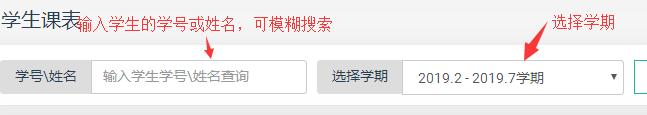 学生课表
输入学生的学号或姓名，可模糊搜索
选择学期
学号\姓名 输入学生学号\姓名查询 选择学期 2019.2 - 2019.7学期